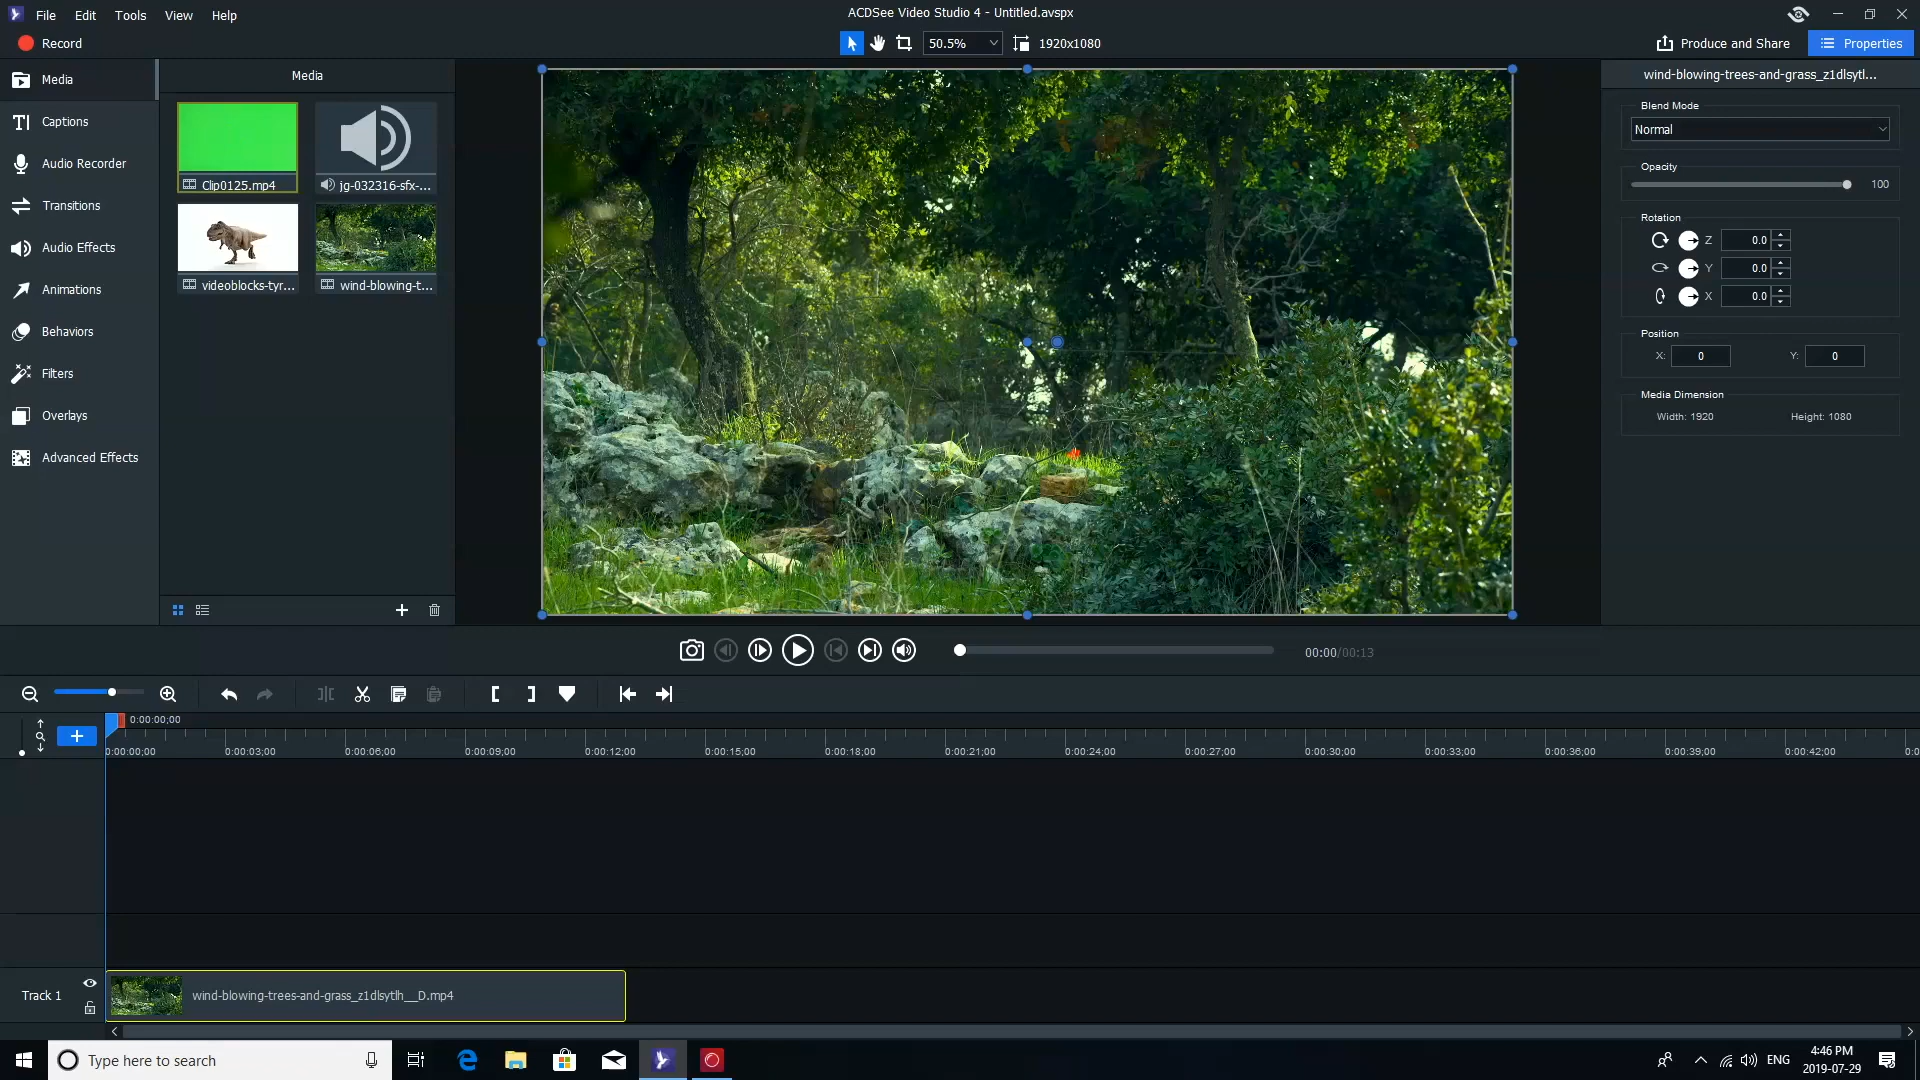 File Edit Tools View Help
ACDSee Video Studio 4 - Untitled.avspx
Record
50.5%
1920x1080
Produce and Share
Properties
Media
Captions
Audio Recorder
Transitions
Audio Effects
Animations
Behaviors
Filters
Overlays
Advanced Effects
Media
Clip0125.mp4
jg-032316-sfx-...
videoblocks-tyr...
wind-blowing-t...
wind-blowing-trees-and-grass_z1dlsytl...
Blend Mode
Normal
Opacity
100
Rotation
Z 0.0
Y 0.0
X 0.0
Position
X: 0 Y: 0
Media Dimension
Width: 1920 Height: 1080
00:00/00:13
0:00:00;00
0:00:00;00 0:00:03;00 0:00:06;00 0:00:09;00 0:00:12;00 0:00:15;00 0:00:18;00 0:00:21;00 0:00:24;00 0:00:27;00 0:00:30;00 0:00:33;00 0:00:36;00 0:00:39;00 0:00:42;00 0:0
Track 1
wind-blowing-trees-and-grass_z1dlsytlh__D.mp4
Type here to search
ENG
4:46 PM
2019-07-29